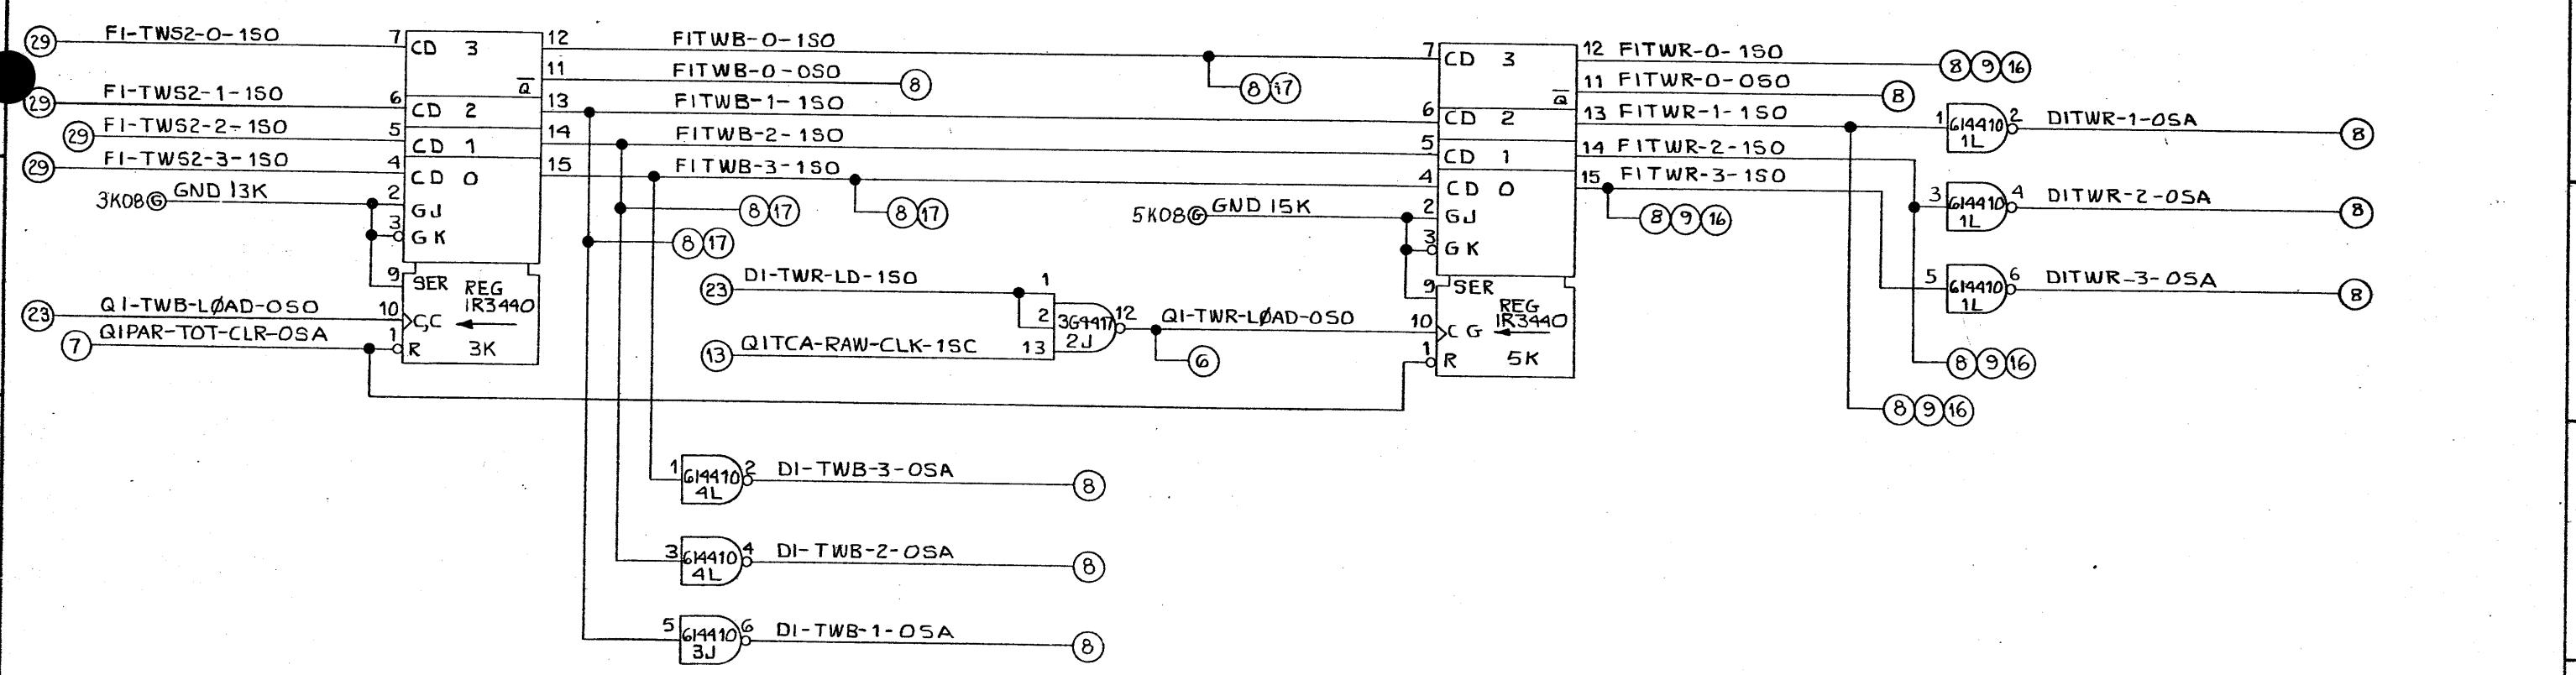 29 FI-TWS2-0-1SO 7 CD 3 12 FITWB-0-1SO 7 CD 3 12 FITWR-0-1SO 8 9 16
Q 11 FITWB-0-0SO 8 8 17 Q 11 FITWR-0-0SO 8
29 FI-TWS2-1-1SO 6 CD 2 13 FITWB-1-1SO 6 CD 2 13 FITWR-1-1SO 1 614410 1L 2 DITWR-1-0SA 8
29 FI-TWS2-2-1SO 5 CD 1 14 FITWB-2-1SO 5 CD 1 14 FITWR-2-1SO
29 FI-TWS2-3-1SO 4 CD 0 15 FITWB-3-1SO 4 CD 0 15 FITWR-3-1SO
3K08 G GND 13K 2 GJ 8 17 8 17 5K08 G GND 15K 2 GJ 8 9 16 3 614410 1L 4 DITWR-2-0SA 8
3 GK 8 17 3 GK
9 SER REG IR3440 23 DI-TWR-LD-1SO 1 9 SER REG IR3440 5 614410 1L 6 DITWR-3-0SA 8
23 QI-TWB-LØAD-0SO 10 C,C 2 3G4417 2J 12 QI-TWR-LØAD-0SO 10 C G
7 QIPAR-TOT-CLR-0SA 1 R 3K 13 QITCA-RAW-CLK-1SC 13 6 1 R 5K 8 9 16
8 9 16
1 614410 4L 2 DI-TWB-3-0SA 8
3 614410 4L 4 DI-TWB-2-0SA 8
5 614410 3J 6 DI-TWB-1-0SA 8